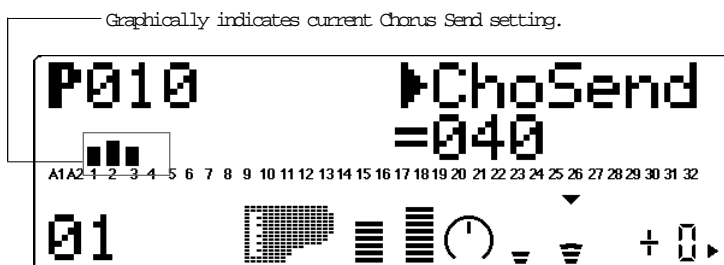 Graphically indicates current Chorus Send setting.
P010 ▶ChoSend
=040
A1 A2 1 2 3 4 5 6 7 8 9 10 11 12 13 14 15 16 17 18 19 20 21 22 23 24 25 26 27 28 29 30 31 32
01 + 0